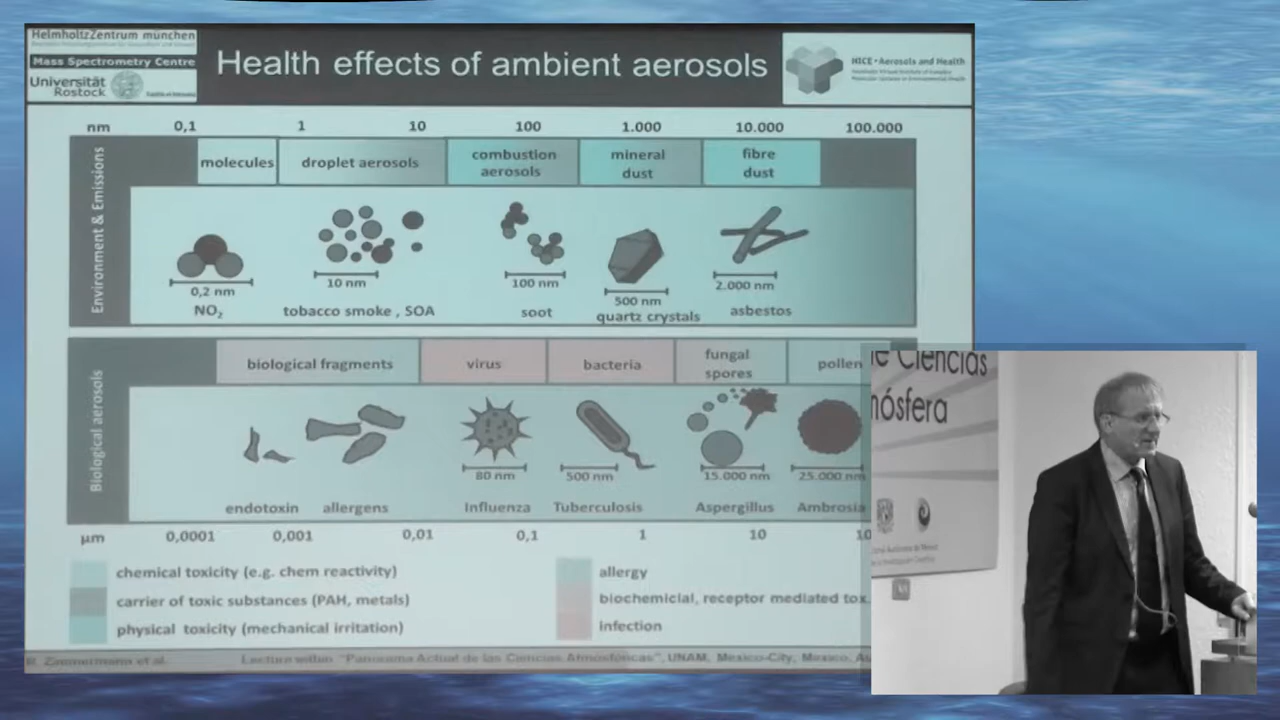 HelmholtzZentrum münchen
Mass Spectrometry Centre
Universität
Rostock
Health effects of ambient aerosols
NICE • Aerosols and Health
nm 0,1 1 10 100 1.000 10.000 100.000
Environment & Emissions
molecules droplet aerosols combustion aerosols mineral dust fibre dust
0,2 nm 10 nm 100 nm 500 nm 2.000 nm
NO₂ tobacco smoke , SOA soot quartz crystals asbestos
Biological aerosols
biological fragments virus bacteria fungal spores pollen
80 nm 500 nm 15.000 nm 25.000 nm
endotoxin allergens Influenza Tuberculosis Aspergillus Ambrosia
µm 0,0001 0,001 0,01 0,1 1 10 10
chemical toxicity (e.g. chem reactivity)
carrier of toxic substances (PAH, metals)
physical toxicity (mechanical irritation)
allergy
biochemicial, receptor mediated tox.
infection
R. Zimmermann et al. Lecture within "Panorama Actual de las Ciencias Atmósfericas", UNAM, Mexico-City, Mexico,
e Ciencias
mósfera